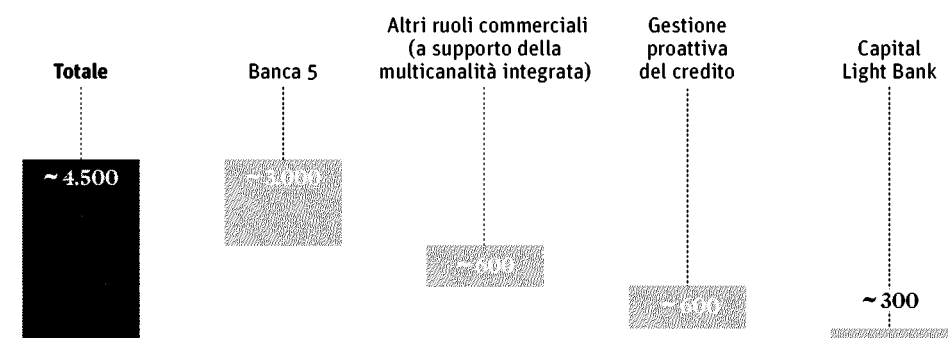 Totale
Banca 5
Altri ruoli commerciali
(a supporto della
multicanalità integrata)
Gestione
proattiva
del credito
Capital
Light Bank
~4.500
~3.000
~600
~600
~300